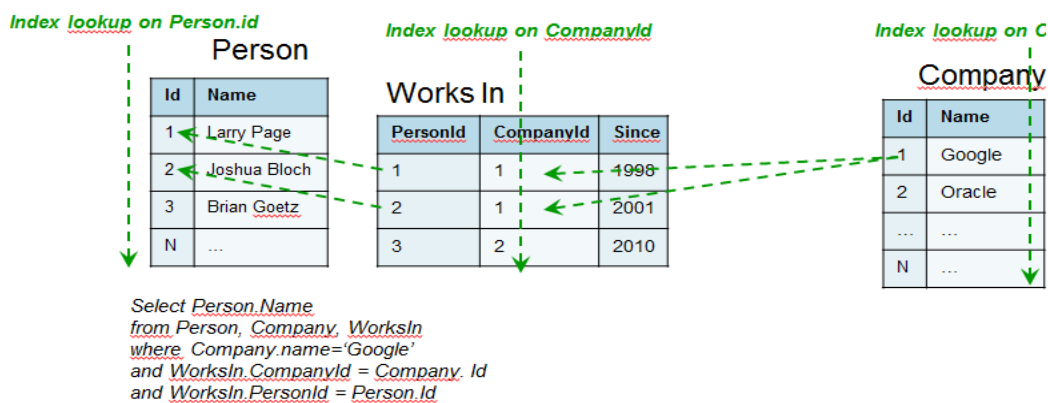 Index lookup on Person.id
Index lookup on CompanyId
Index lookup on C
Person
Id Name
1 Larry Page
2 Joshua Bloch
3 Brian Goetz
N ...
Works In
PersonId CompanyId Since
1 1 1998
2 1 2001
3 2 2010
Company
Id Name
1 Google
2 Oracle
... ...
N ...
Select Person.Name
from Person, Company, WorksIn
where Company.name=‘Google’
and WorksIn.CompanyId = Company. Id
and WorksIn.PersonId = Person.Id